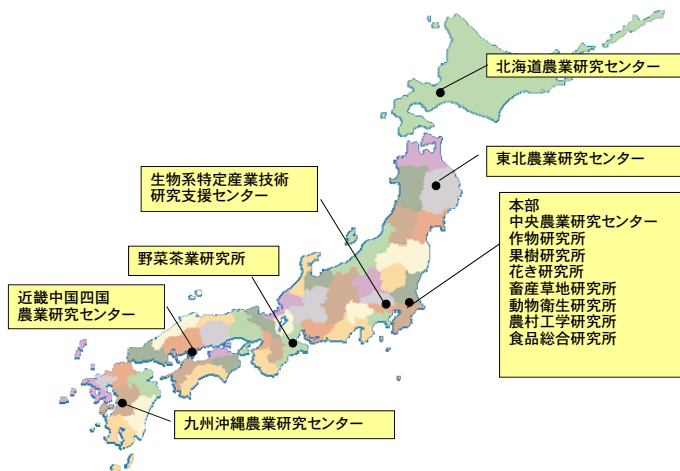 北海道農業研究センター
東北農業研究センター
生物系特定産業技術
研究支援センター
本部
中央農業研究センター
作物研究所
果樹研究所
花き研究所
畜産草地研究所
動物衛生研究所
農村工学研究所
食品総合研究所
野菜茶業研究所
近畿中国四国
農業研究センター
九州沖縄農業研究センター